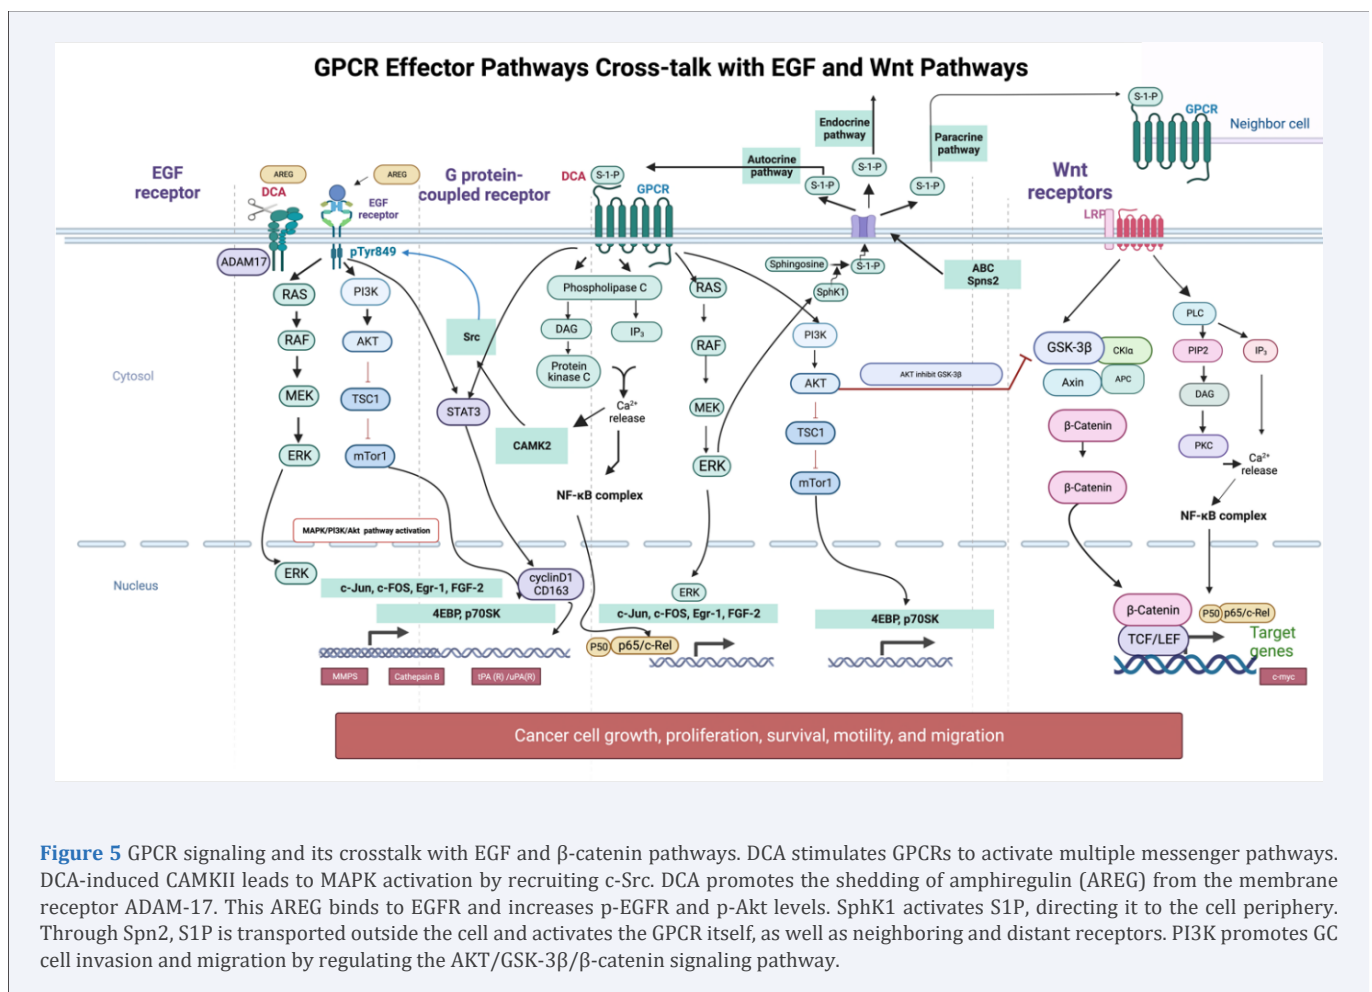 GPCR Effector Pathways Cross-talk with EGF and Wnt Pathways
S-1-P
GPCR
Neighbor cell
Endocrine
pathway
Paracrine
pathway
Autocrine
pathway
S-1-P
S-1-P
S-1-P
EGF
receptor
AREG
DCA
AREG
EGF
receptor
G protein-
coupled receptor
DCA
S-1-P
GPCR
Wnt
receptors
LRP
ADAM17
pTyr849
RAS
RAF
MEK
ERK
PI3K
AKT
TSC1
mTor1
Src
STAT3
CAMK2
Phospholipase C
DAG
IP₃
Protein
kinase C
Ca²⁺
release
NF-κB complex
RAS
RAF
MEK
ERK
Sphingosine
S-1-P
SphK1
ABC
Spns2
PI3K
AKT
TSC1
mTor1
AKT inhibit GSK-3β
GSK-3β
CKIα
Axin
APC
β-Catenin
β-Catenin
PLC
PIP2
IP₃
DAG
PKC
Ca²⁺
release
NF-κB complex
Cytosol
MAPK/PI3K/Akt pathway activation
Nucleus
ERK
c-Jun, c-FOS, Egr-1, FGF-2
4EBP, p70SK
cyclinD1
CD163
MMPS
Cathepsin B
tPA (R) /uPA(R)
P50
p65/c-Rel
ERK
c-Jun, c-FOS, Egr-1, FGF-2
4EBP, p70SK
β-Catenin
TCF/LEF
P50
p65/c-Rel
Target
genes
c-myc
Cancer cell growth, proliferation, survival, motility, and migration
Figure 5 GPCR signaling and its crosstalk with EGF and β-catenin pathways. DCA stimulates GPCRs to activate multiple messenger pathways.
DCA-induced CAMKII leads to MAPK activation by recruiting c-Src. DCA promotes the shedding of amphiregulin (AREG) from the membrane
receptor ADAM-17. This AREG binds to EGFR and increases p-EGFR and p-Akt levels. SphK1 activates S1P, directing it to the cell periphery.
Through Spn2, S1P is transported outside the cell and activates the GPCR itself, as well as neighboring and distant receptors. PI3K promotes GC
cell invasion and migration by regulating the AKT/GSK-3β/β-catenin signaling pathway.